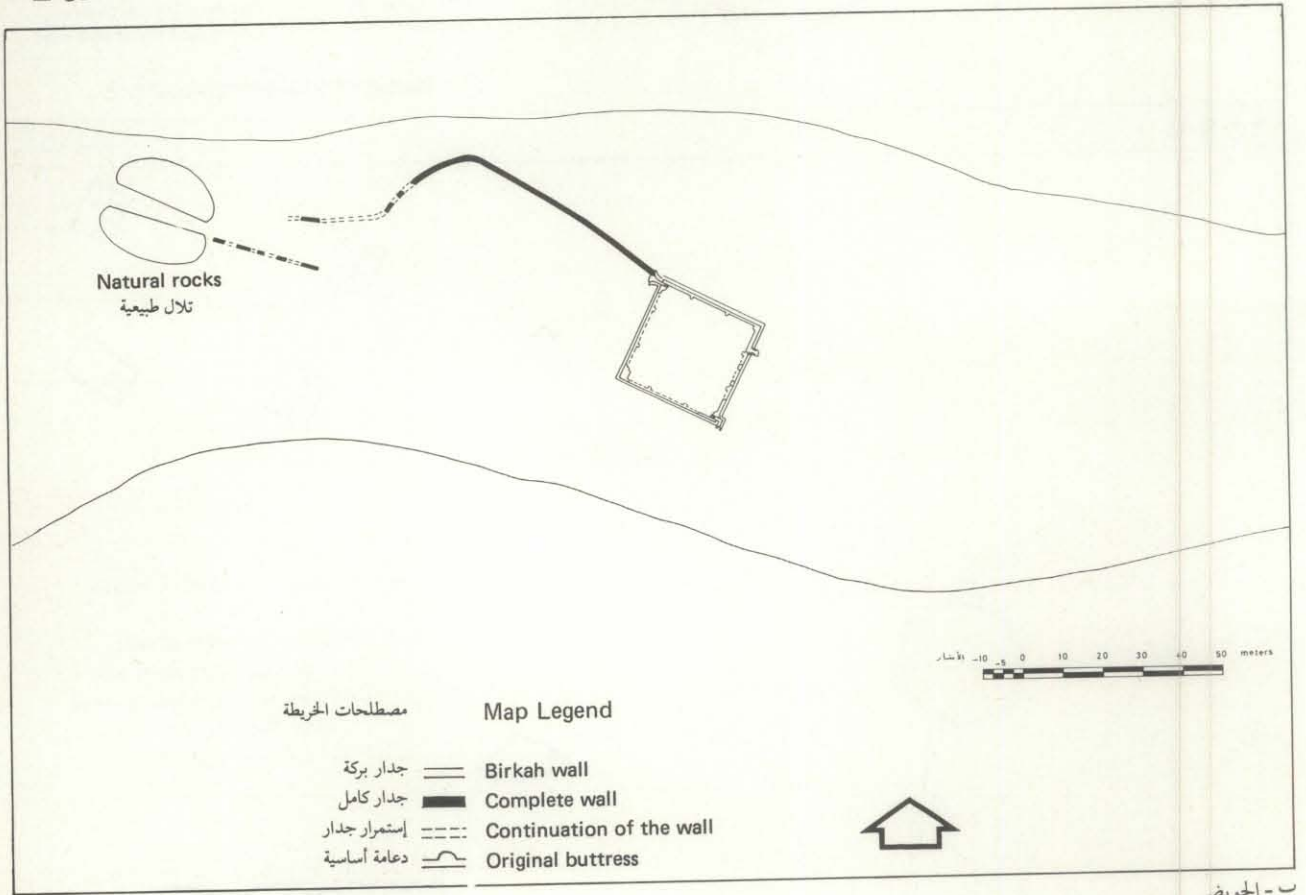 Natural rocks
تلال طبيعية
الأمتار -10 -5 0 10 20 30 40 50 meters
مصطلحات الخريطة Map Legend
جدار بركة Birkah wall
جدار كامل Complete wall
إستمرار جدار Continuation of the wall
دعامة أساسية Original buttress